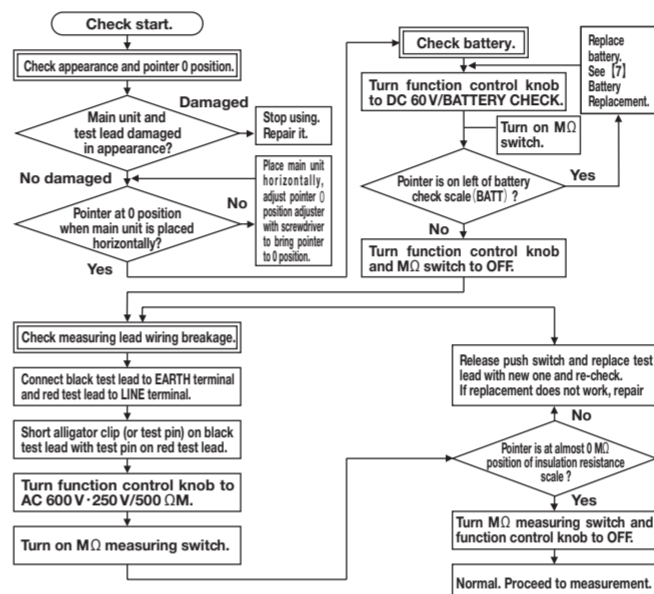 Check start.
Check appearance and pointer 0 position.
Damaged
Main unit and
test lead damaged
in appearance?
Stop using.
Repair it.
No damaged
Pointer at 0 position
when main unit is placed
horizontally?
No
Place main unit
horizontally,
adjust pointer 0
position adjuster
with screwdriver
to bring pointer
to 0 position.
Yes
Check battery.
Turn function control knob
to DC 60 V/BATTERY CHECK.
Turn on MΩ
switch.
Replace
battery.
See [7]
Battery
Replacement.
Pointer is on left of battery
check scale(BATT) ?
Yes
No
Turn function control knob
and MΩ switch to OFF.
Check measuring lead wiring breakage.
Connect black test lead to EARTH terminal
and red test lead to LINE terminal.
Short alligator clip (or test pin) on black
test lead with test pin on red test lead.
Turn function control knob to
AC 600 V·250 V/500 ΩM.
Turn on MΩ measuring switch.
Release push switch and replace test
lead with new one and re-check.
If replacement does not work, repair
No
Pointer is at almost 0 MΩ
position of insulation resistance
scale ?
Yes
Turn MΩ measuring switch and
function control knob to OFF.
Normal. Proceed to measurement.